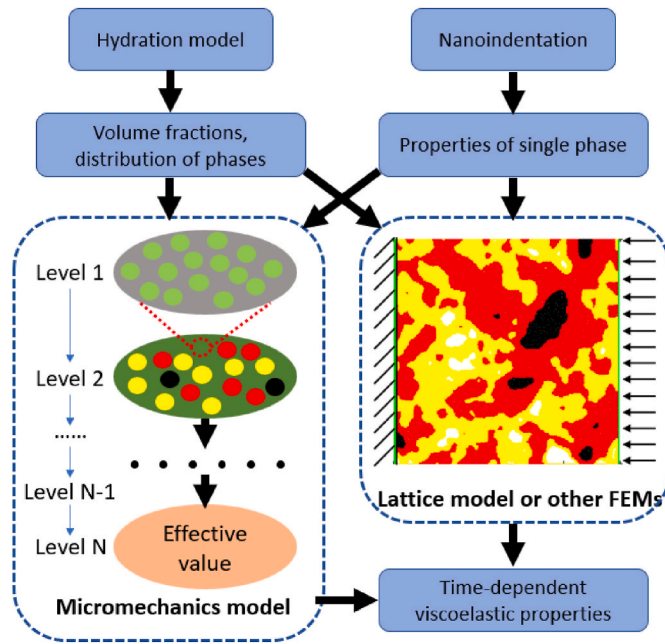 Hydration model
Nanoindentation
Volume fractions,
distribution of phases
Properties of single phase
Level 1
Level 2
......
Level N-1
Level N
Effective
value
Micromechanics model
Lattice model or other FEMs
Time-dependent
viscoelastic properties